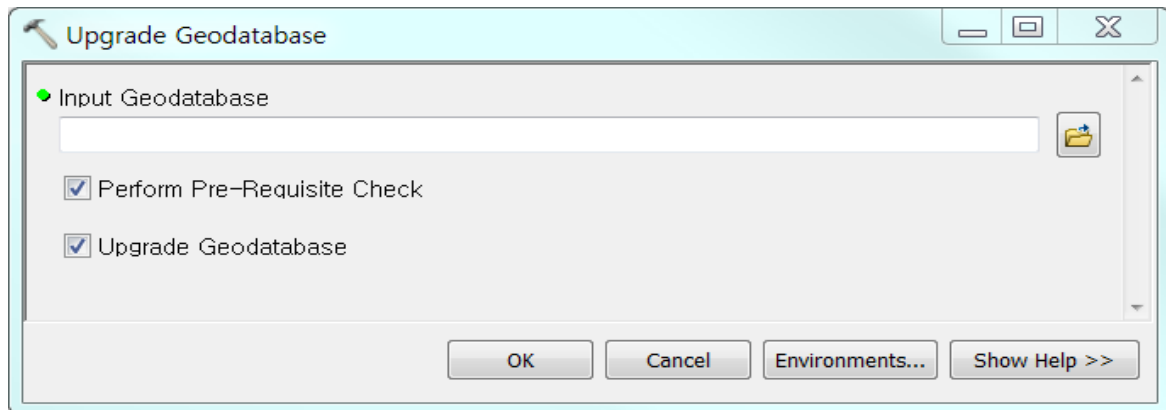 Upgrade Geodatabase
Input Geodatabase
Perform Pre-Requisite Check
Upgrade Geodatabase
OK Cancel Environments... Show Help >>